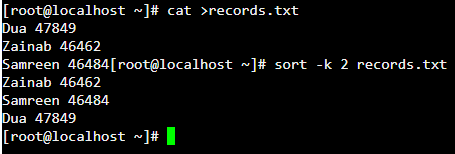 [root@localhost ~]# cat >records.txt
Dua 47849
Zainab 46462
Samreen 46484[root@localhost ~]# sort -k 2 records.txt
Zainab 46462
Samreen 46484
Dua 47849
[root@localhost ~]#